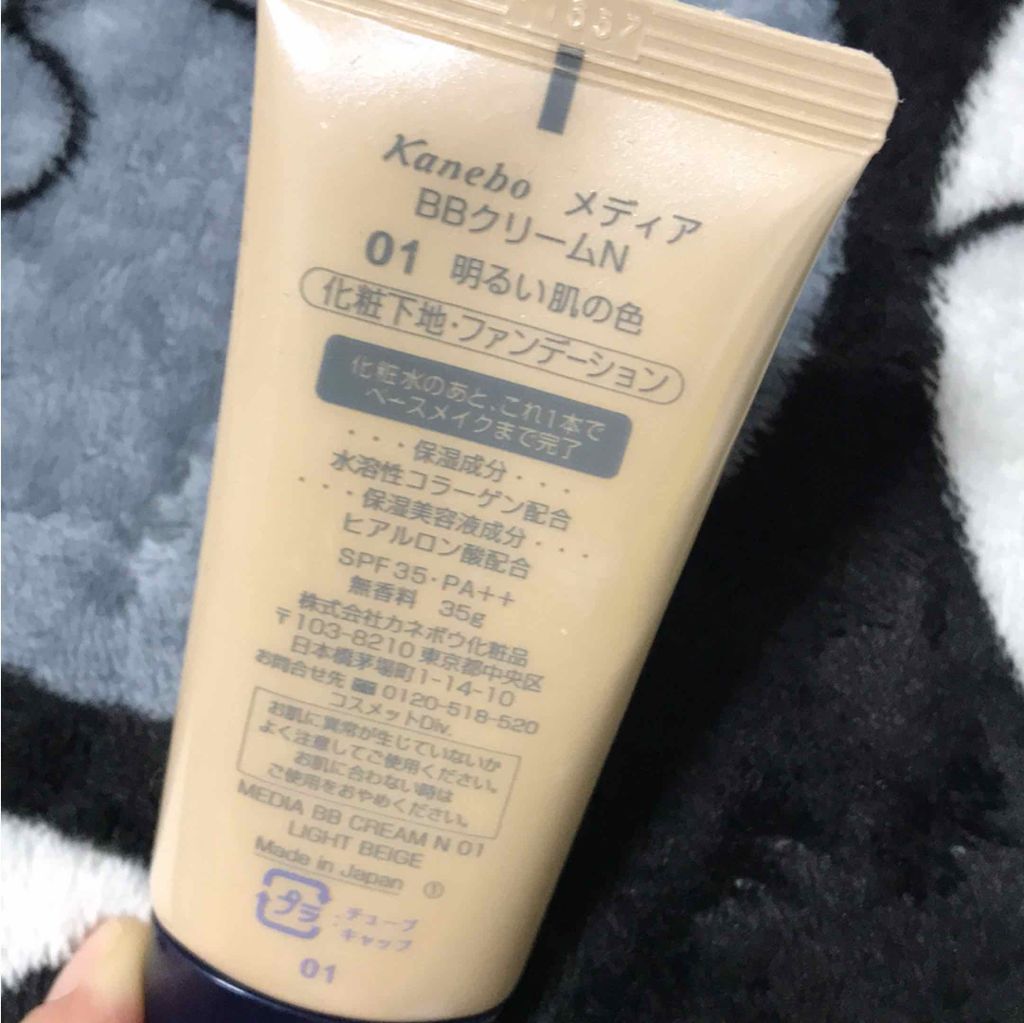 Kanebo メディア
BBクリームN
01 明るい肌の色
化粧下地・ファンデーション
化粧水のあと、これ1本で
ベースメイクまで完了
・・・保湿成分・・・
水溶性コラーゲン配合
・・・保湿美容液成分・・・
ヒアルロン酸配合
SPF35・PA++
無香料 35g
株式会社カネボウ化粧品
〒103-8210 東京都中央区
日本橋茅場町1-14-10
お問合せ先 0120-518-520
コスメットDiv.
お肌に異常が生じていないか
よく注意してご使用ください。
お肌に合わない時は
ご使用をおやめください。
MEDIA BB CREAM N 01
LIGHT BEIGE
Made in Japan ①
プラ :チューブ
キャップ
01